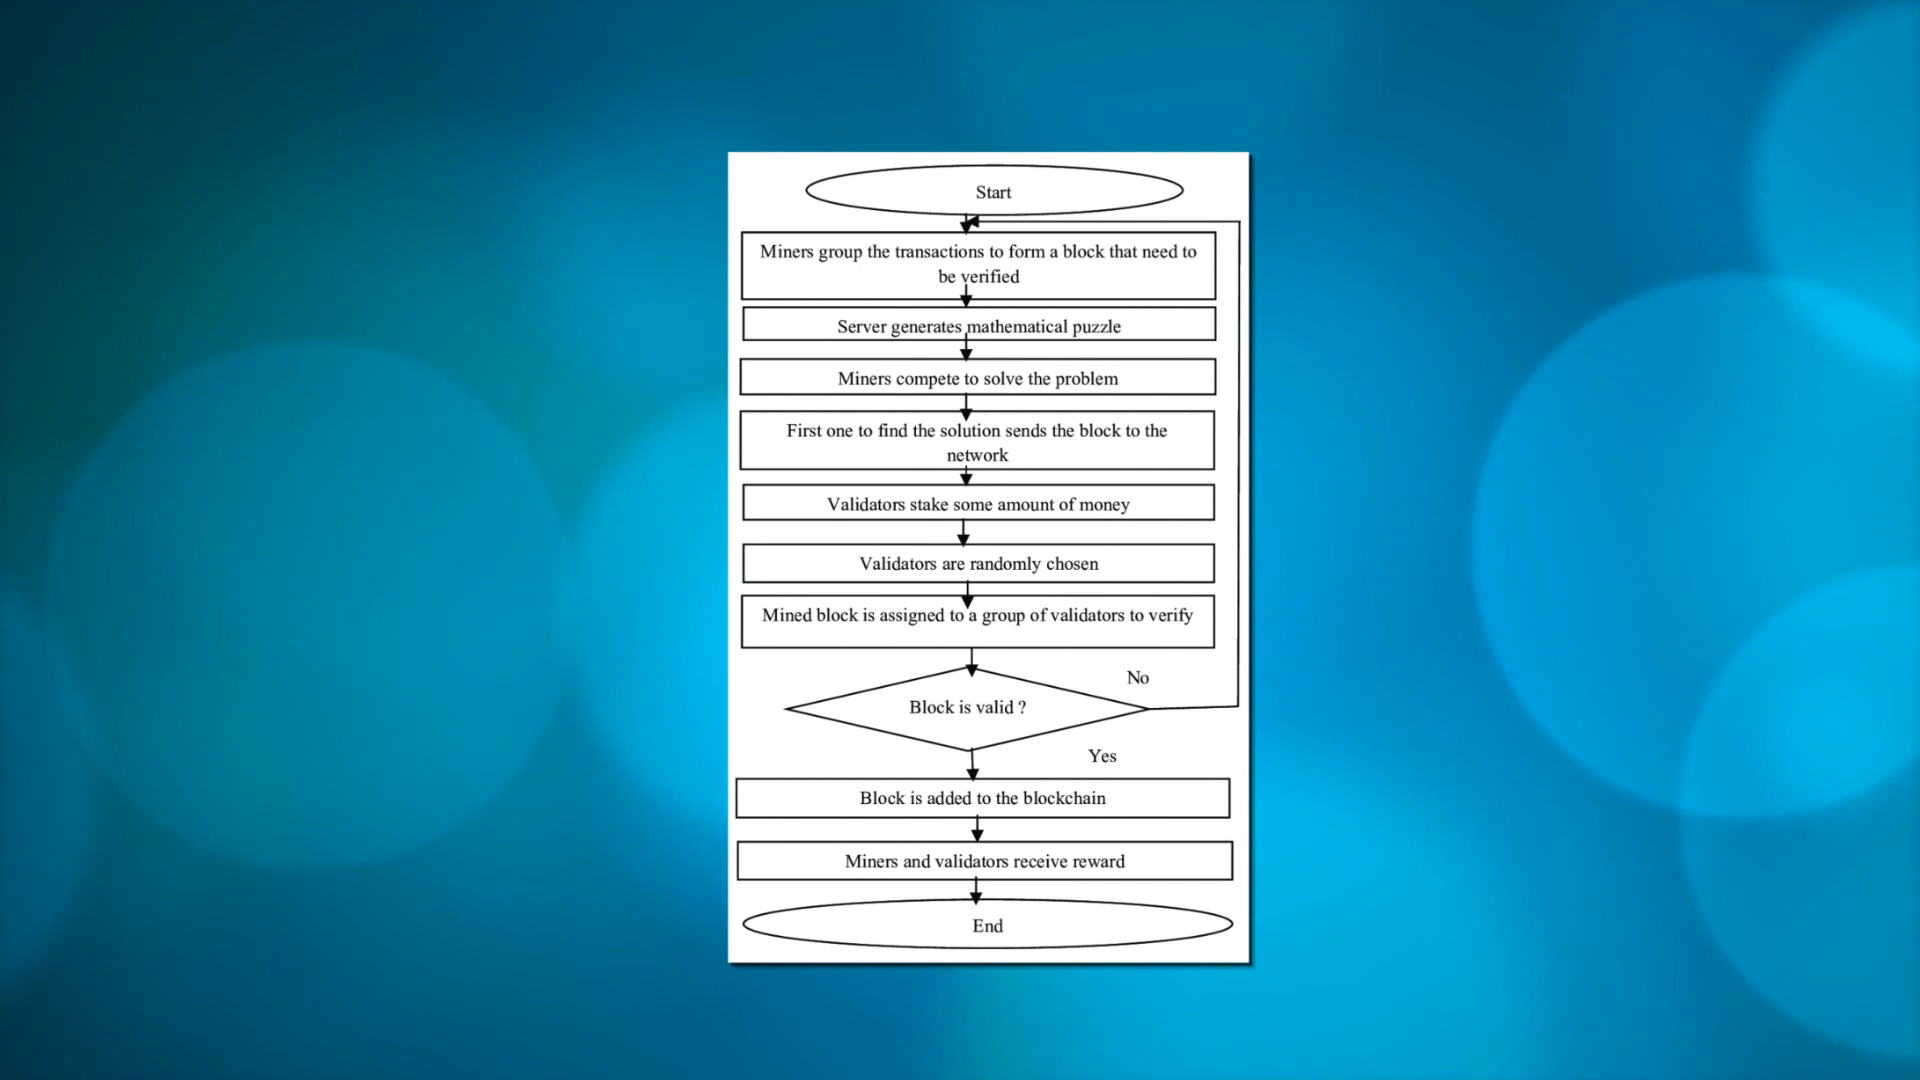 Start
Miners group the transactions to form a block that need to
be verified
Server generates mathematical puzzle
Miners compete to solve the problem
First one to find the solution sends the block to the
network
Validators stake some amount of money
Validators are randomly chosen
Mined block is assigned to a group of validators to verify
No
Block is valid ?
Yes
Block is added to the blockchain
Miners and validators receive reward
End